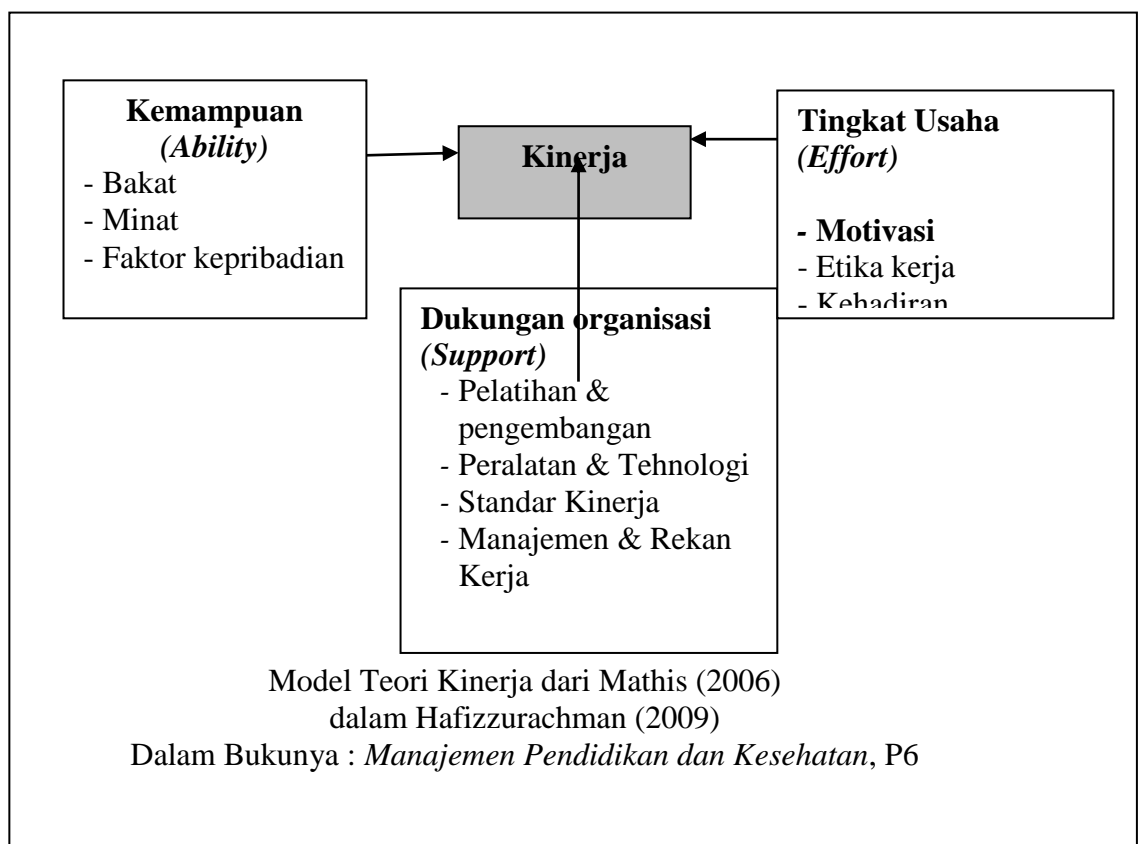 Kemampuan
(Ability)
- Bakat
- Minat
- Faktor kepribadian
Kinerja
Tingkat Usaha
(Effort)
- Motivasi
- Etika kerja
- Kehadiran
Dukungan organisasi
(Support)
- Pelatihan &
pengembangan
- Peralatan & Tehnologi
- Standar Kinerja
- Manajemen & Rekan
Kerja
Model Teori Kinerja dari Mathis (2006)
dalam Hafizzurachman (2009)
Dalam Bukunya : Manajemen Pendidikan dan Kesehatan, P6